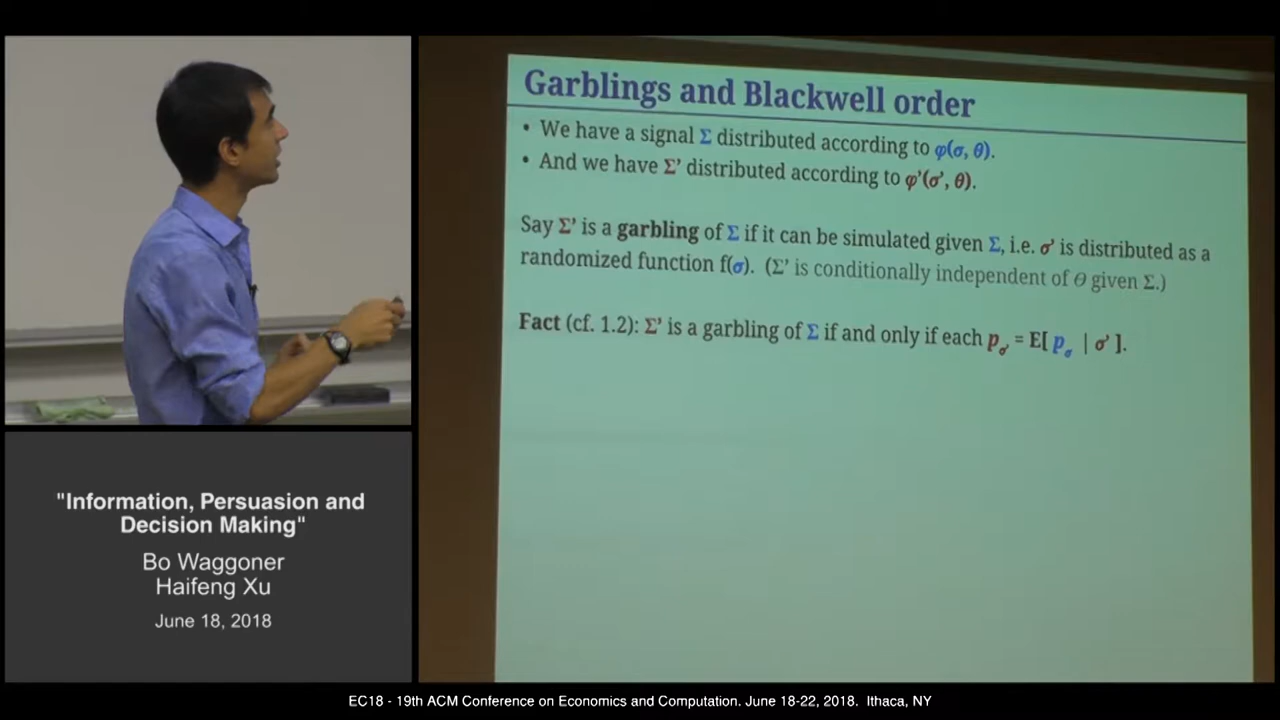 Garblings and Blackwell order
• We have a signal Σ distributed according to φ(σ, θ).
• And we have Σ’ distributed according to φ’(σ’, θ).
Say Σ’ is a garbling of Σ if it can be simulated given Σ, i.e. σ’ is distributed as a
randomized function f(σ). (Σ’ is conditionally independent of Θ given Σ.)
Fact (cf. 1.2): Σ’ is a garbling of Σ if and only if each pσ’ = E[ pσ | σ’ ].
"Information, Persuasion and
Decision Making"
Bo Waggoner
Haifeng Xu
June 18, 2018
EC18 - 19th ACM Conference on Economics and Computation. June 18-22, 2018. Ithaca, NY